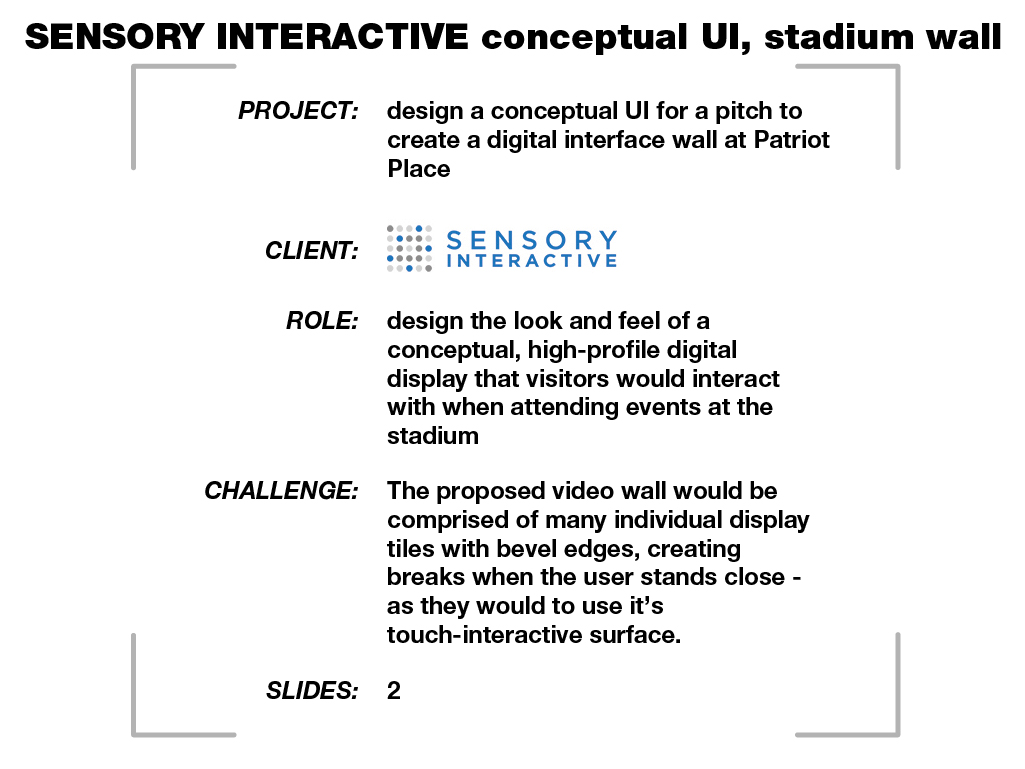 SENSORY INTERACTIVE conceptual UI, stadium wall
PROJECT: design a conceptual UI for a pitch to
create a digital interface wall at Patriot
Place
CLIENT: SENSORY
INTERACTIVE
ROLE: design the look and feel of a
conceptual, high-profile digital
display that visitors would interact
with when attending events at the
stadium
CHALLENGE: The proposed video wall would be
comprised of many individual display
tiles with bevel edges, creating
breaks when the user stands close -
as they would to use it’s
touch-interactive surface.
SLIDES: 2